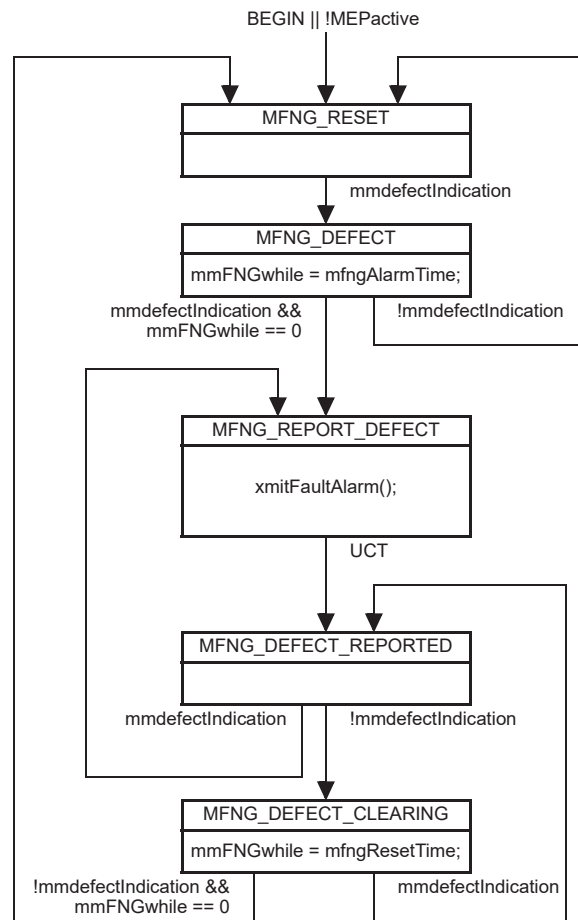 BEGIN || !MEPactive
MFNG_RESET
mmdefectIndication
MFNG_DEFECT
mmFNGwhile = mfngAlarmTime;
mmdefectIndication &&
mmFNGwhile == 0
!mmdefectIndication
MFNG_REPORT_DEFECT
xmitFaultAlarm();
UCT
MFNG_DEFECT_REPORTED
mmdefectIndication
!mmdefectIndication
MFNG_DEFECT_CLEARING
mmFNGwhile = mfngResetTime;
!mmdefectIndication &&
mmFNGwhile == 0
mmdefectIndication